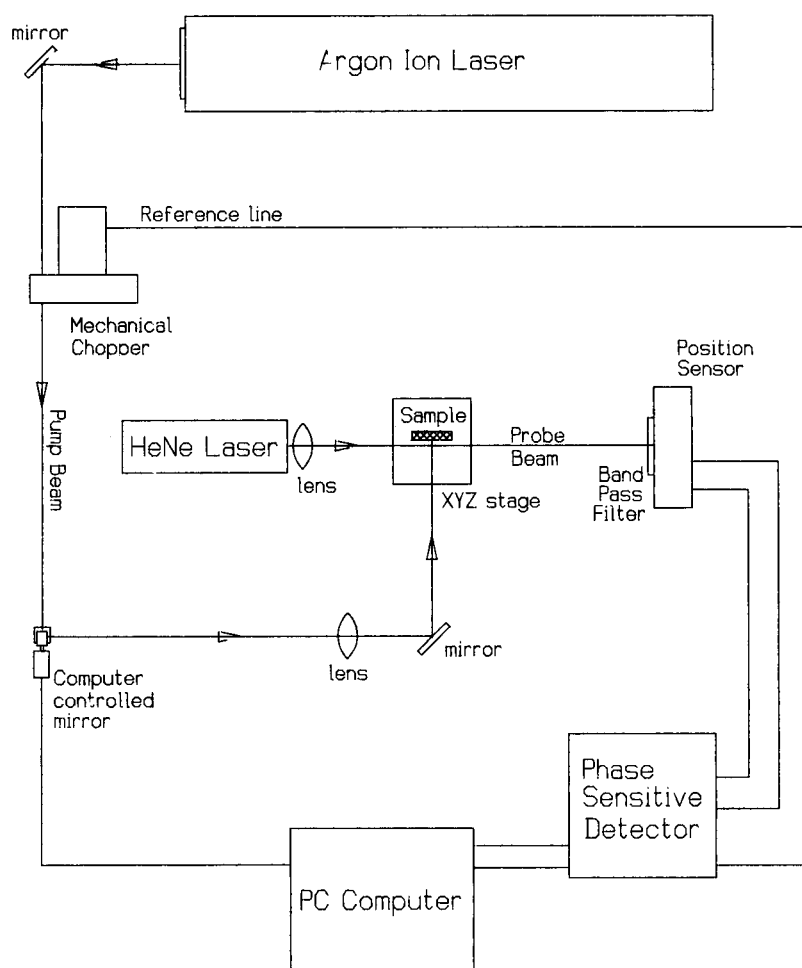 mirror
Argon Ion Laser
Reference line
Mechanical
Chopper
Position
Sensor
Pump Beam
Sample
HeNe Laser
Probe
Beam
lens
XYZ stage
Band
Pass
Filter
lens
mirror
Computer
controlled
mirror
Phase
Sensitive
Detector
PC Computer